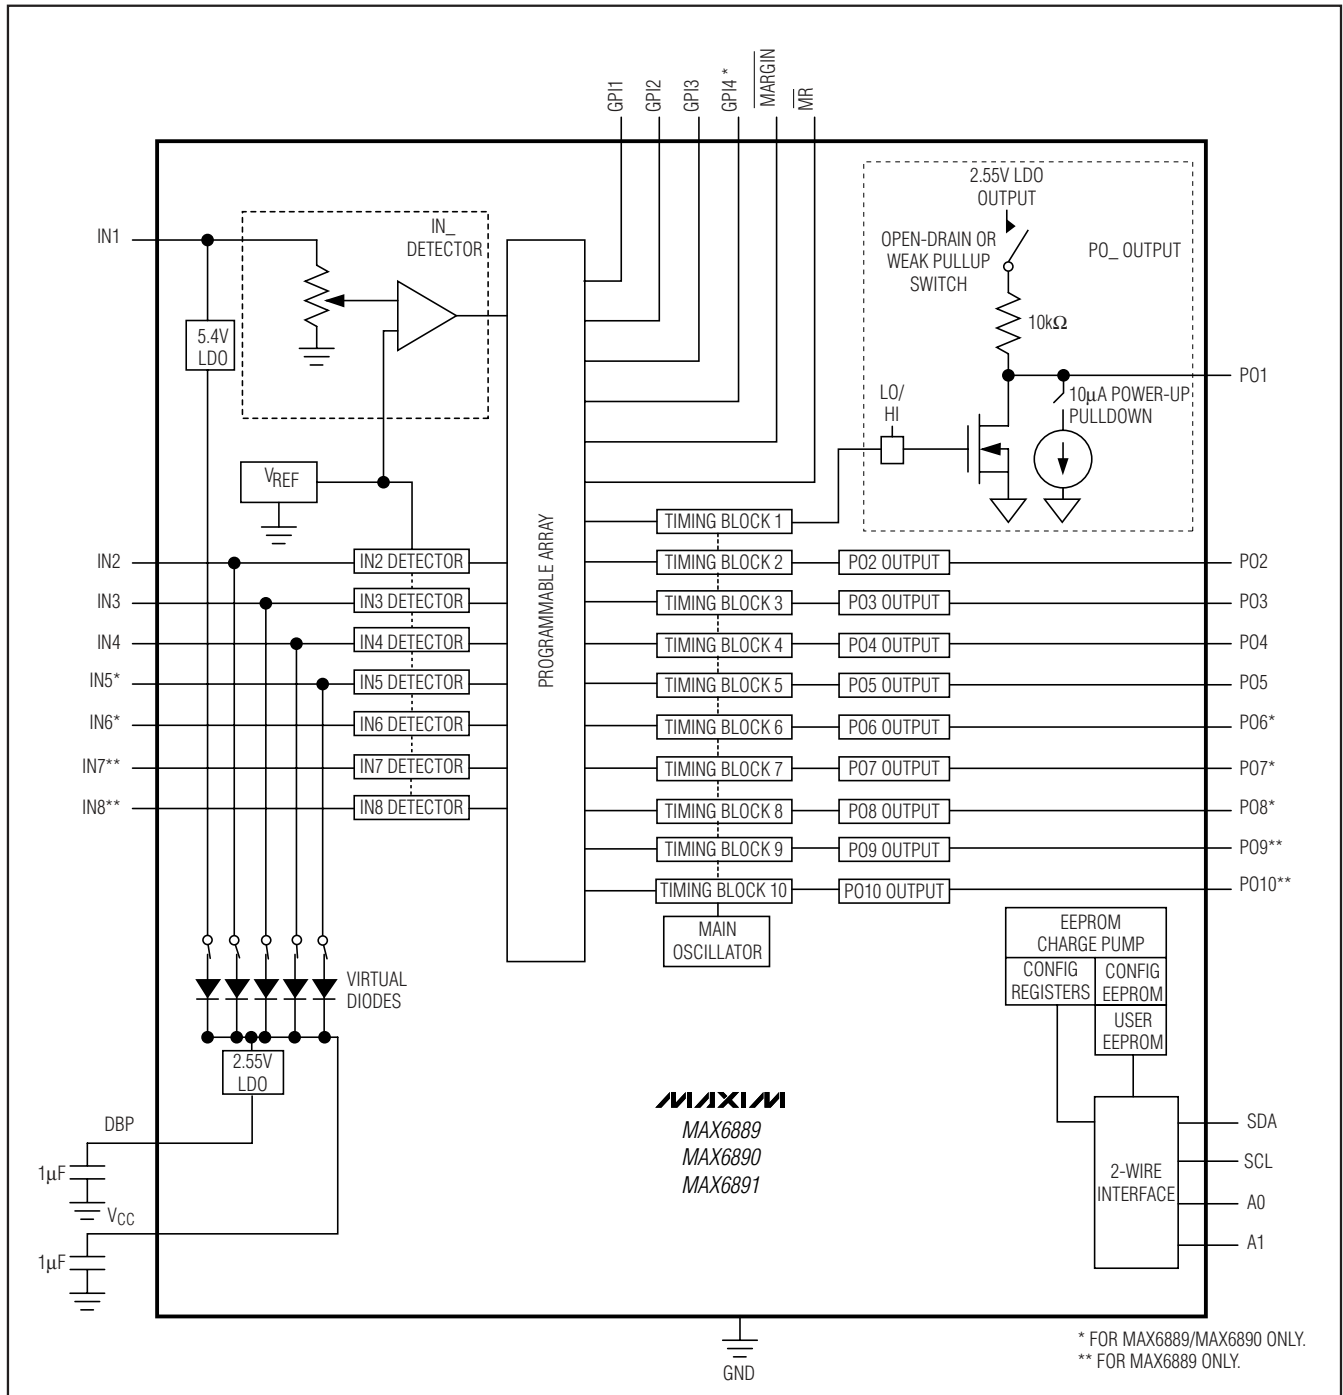 GPI1
GPI2
GPI3
GPI4 *
MARGIN
MR
2.55V LDO
OUTPUT
OPEN-DRAIN OR
WEAK PULLUP
SWITCH
PO_ OUTPUT
10kΩ
PO1
10µA POWER-UP
PULLDOWN
LO/
HI
IN1
IN_
DETECTOR
5.4V
LDO
VREF
PROGRAMMABLE ARRAY
TIMING BLOCK 1
IN2
IN2 DETECTOR
TIMING BLOCK 2
PO2 OUTPUT
PO2
IN3
IN3 DETECTOR
TIMING BLOCK 3
PO3 OUTPUT
PO3
IN4
IN4 DETECTOR
TIMING BLOCK 4
PO4 OUTPUT
PO4
IN5*
IN5 DETECTOR
TIMING BLOCK 5
PO5 OUTPUT
PO5
IN6*
IN6 DETECTOR
TIMING BLOCK 6
PO6 OUTPUT
PO6*
IN7**
IN7 DETECTOR
TIMING BLOCK 7
PO7 OUTPUT
PO7*
IN8**
IN8 DETECTOR
TIMING BLOCK 8
PO8 OUTPUT
PO8*
TIMING BLOCK 9
PO9 OUTPUT
PO9**
TIMING BLOCK 10
PO10 OUTPUT
PO10**
MAIN
OSCILLATOR
EEPROM
CHARGE PUMP
CONFIG
REGISTERS
CONFIG
EEPROM
USER
EEPROM
VIRTUAL
DIODES
2.55V
LDO
DBP
1µF
VCC
1µF
MAXIM
MAX6889
MAX6890
MAX6891
2-WIRE
INTERFACE
SDA
SCL
A0
A1
GND
* FOR MAX6889/MAX6890 ONLY.
** FOR MAX6889 ONLY.